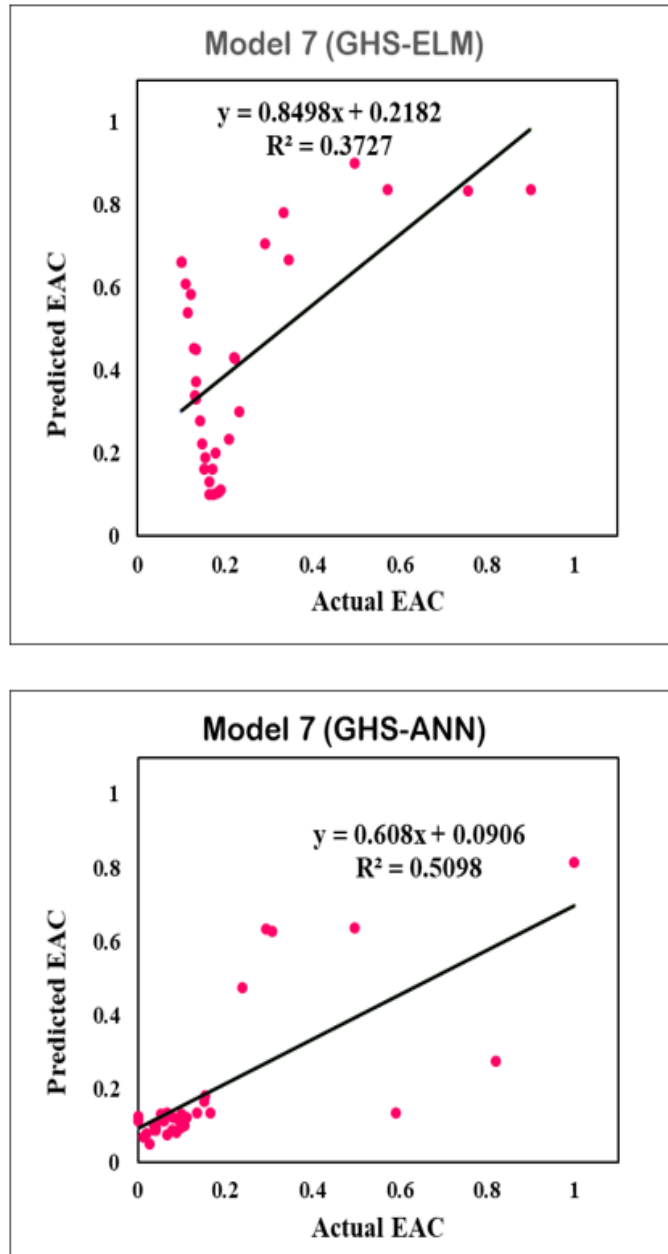 Model 7 (GHS-ELM)
y = 0.8498x + 0.2182
R² = 0.3727
1
0.8
0.6
0.4
0.2
0
Predicted EAC
0 0.2 0.4 0.6 0.8 1
Actual EAC
Model 7 (GHS-ANN)
y = 0.608x + 0.0906
R² = 0.5098
1
0.8
0.6
0.4
0.2
0
Predicted EAC
0 0.2 0.4 0.6 0.8 1
Actual EAC